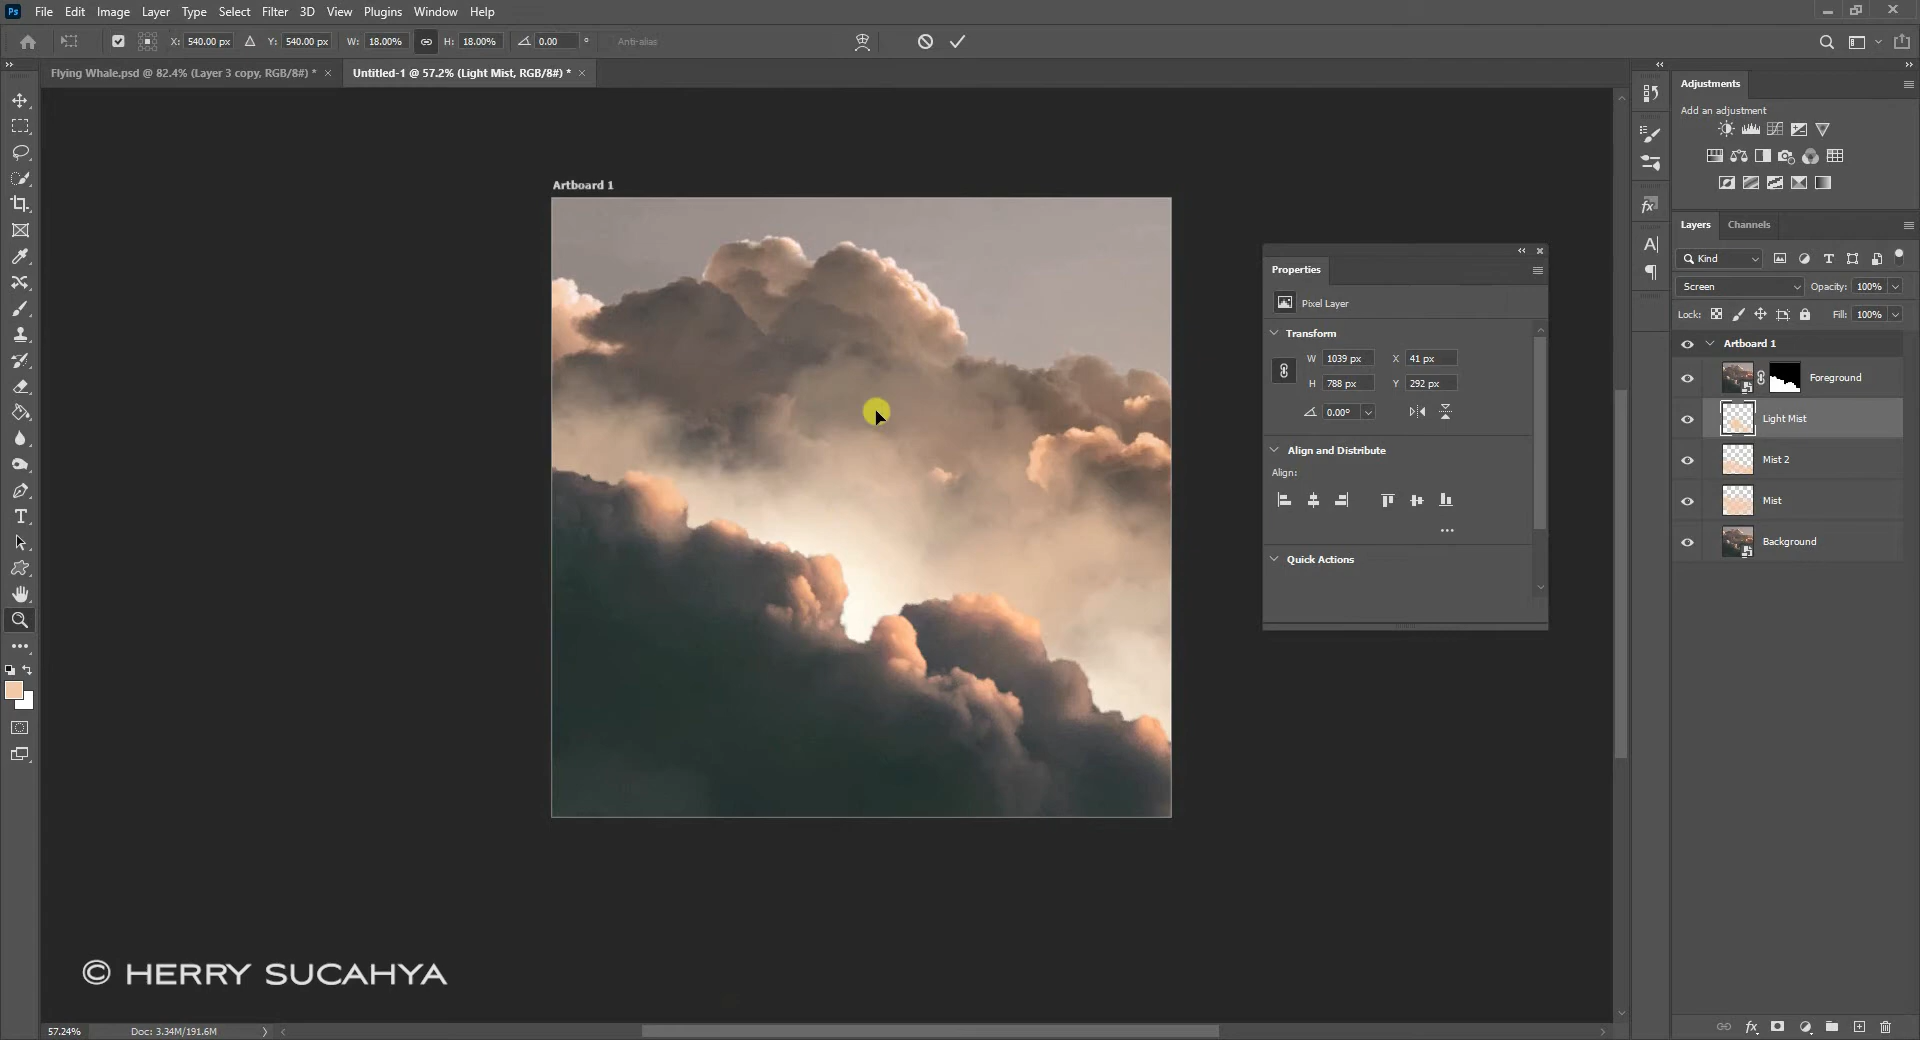 Ps File Edit Image Layer Type Select Filter 3D View Plugins Window Help
X: 540.00 px Y: 540.00 px W: 18.00% H: 18.00% 0.00 ° Anti-alias
Flying Whale.psd @ 82.4% (Layer 3 copy, RGB/8#) * × Untitled-1 @ 57.2% (Light Mist, RGB/8#) * ×
Artboard 1
Properties
Pixel Layer
Transform
W 1039 px X 41 px
H 788 px Y 292 px
0.00°
Align and Distribute
Align:
Quick Actions
Adjustments
Add an adjustment
Layers Channels
Kind
Screen Opacity: 100%
Lock: Fill: 100%
Artboard 1
Foreground
Light Mist
Mist 2
Mist
Background
© HERRY SUCAHYA
57.24% Doc: 3.34M/191.6M